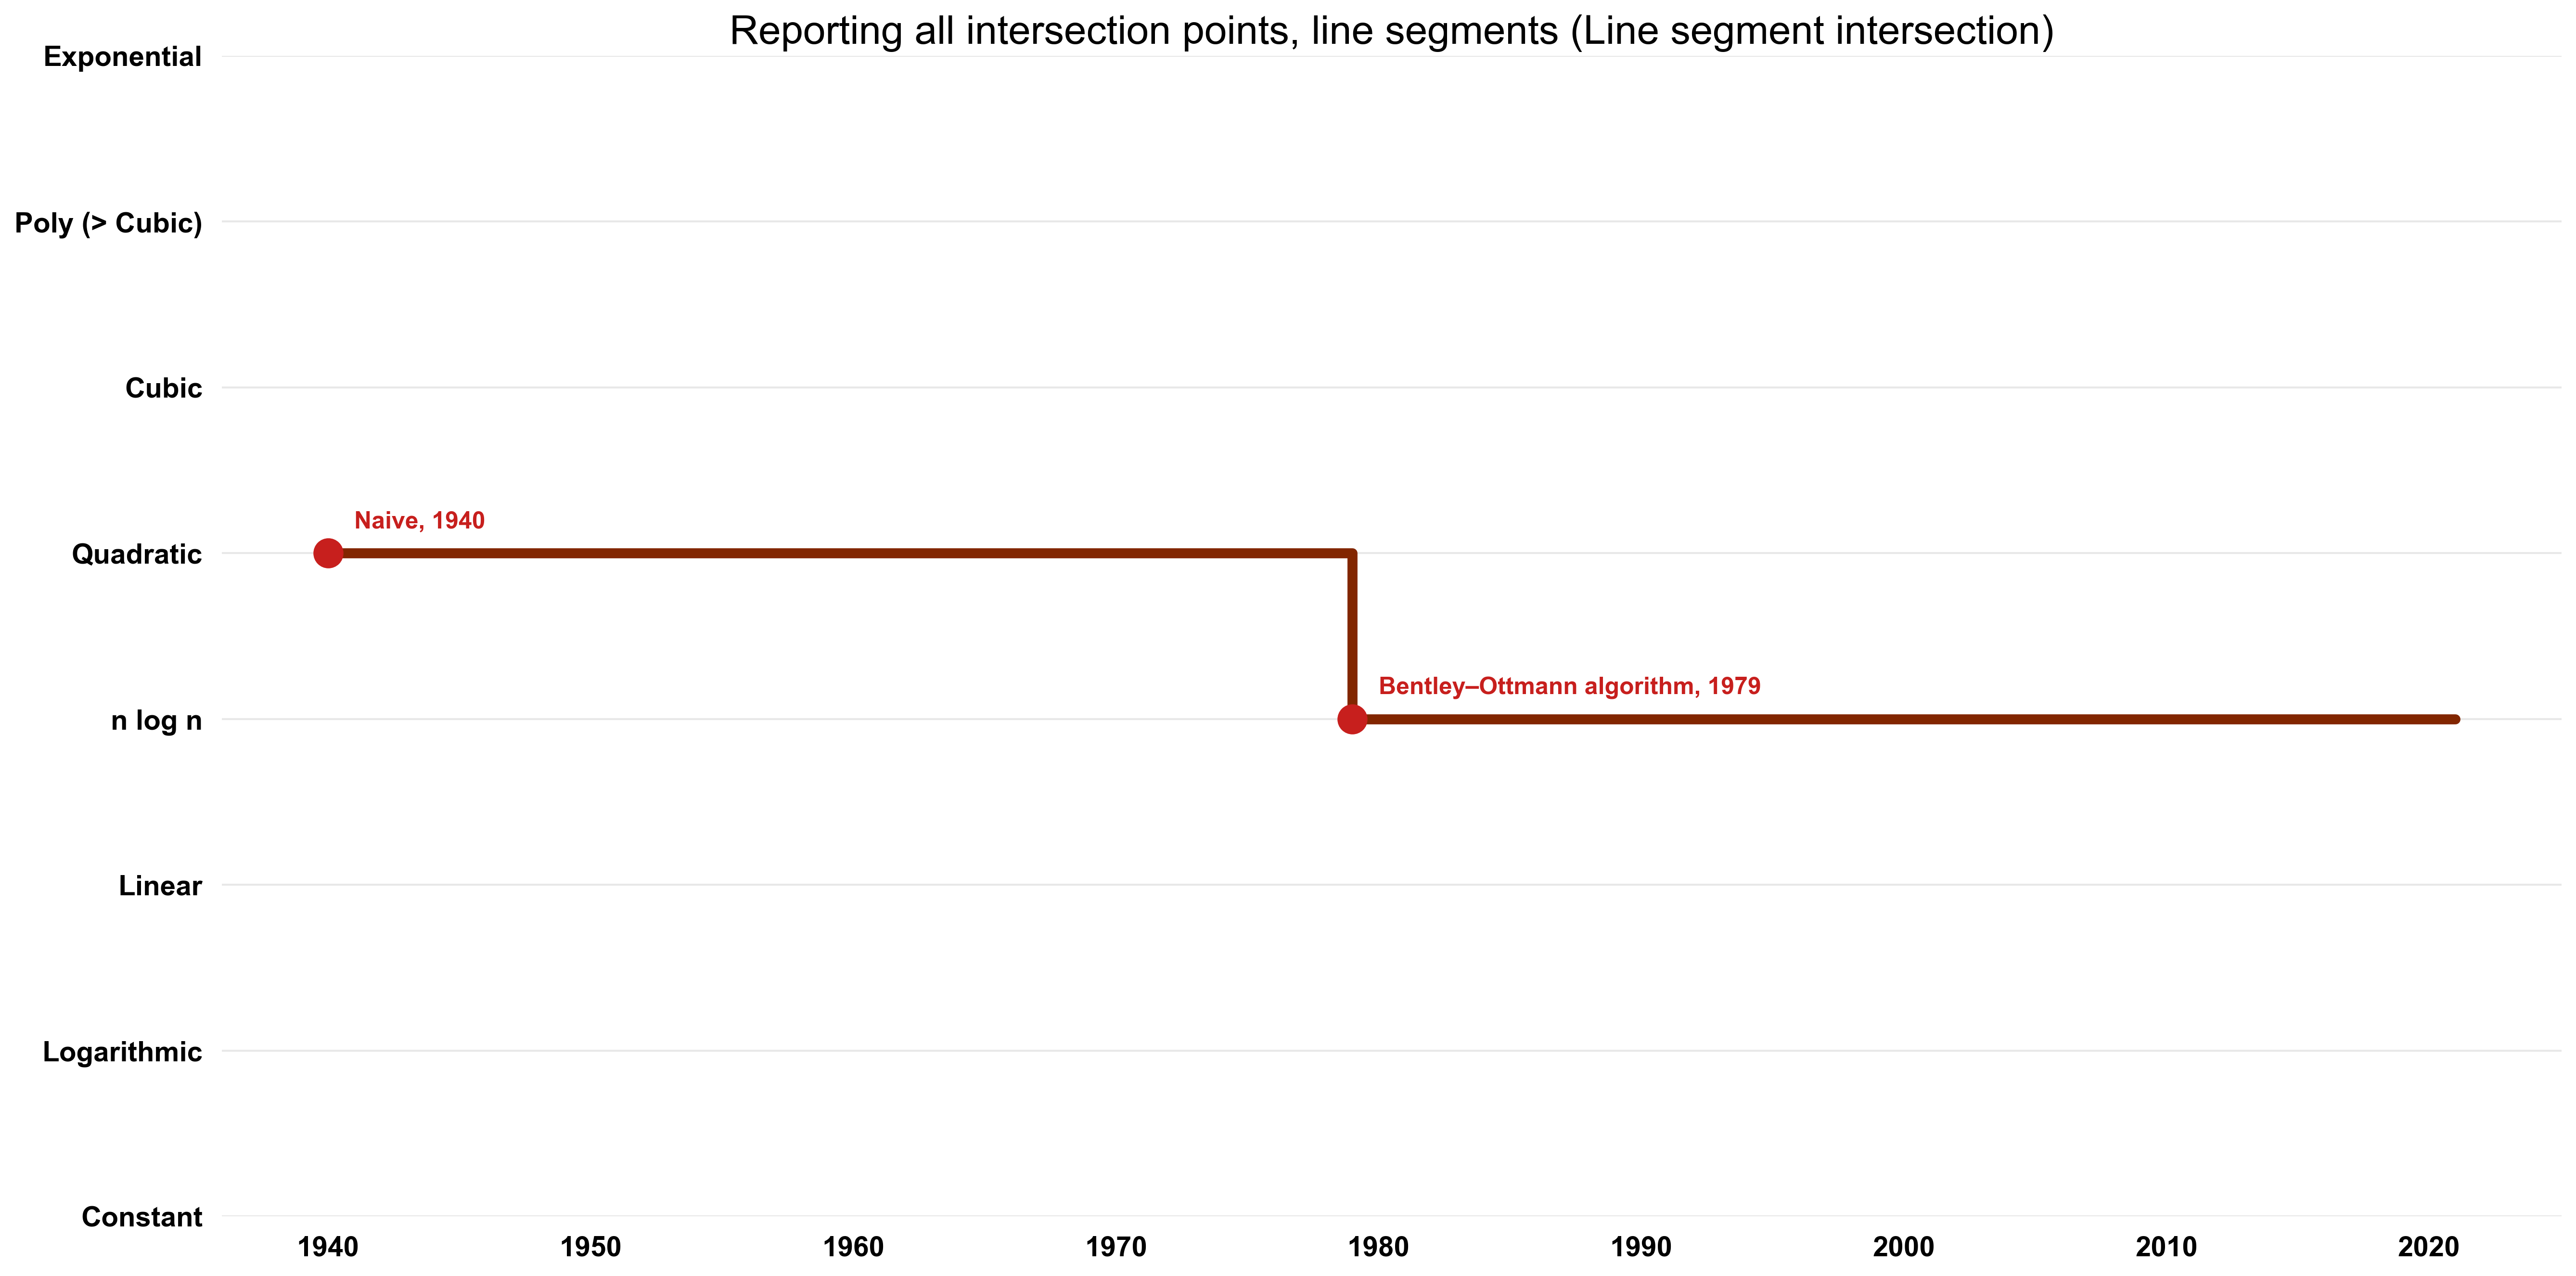 Reporting all intersection points, line segments (Line segment intersection)
Exponential
Poly (> Cubic)
Cubic
Naive, 1940
Quadratic
Bentley–Ottmann algorithm, 1979
n log n
Linear
Logarithmic
Constant
1940 1950 1960 1970 1980 1990 2000 2010 2020